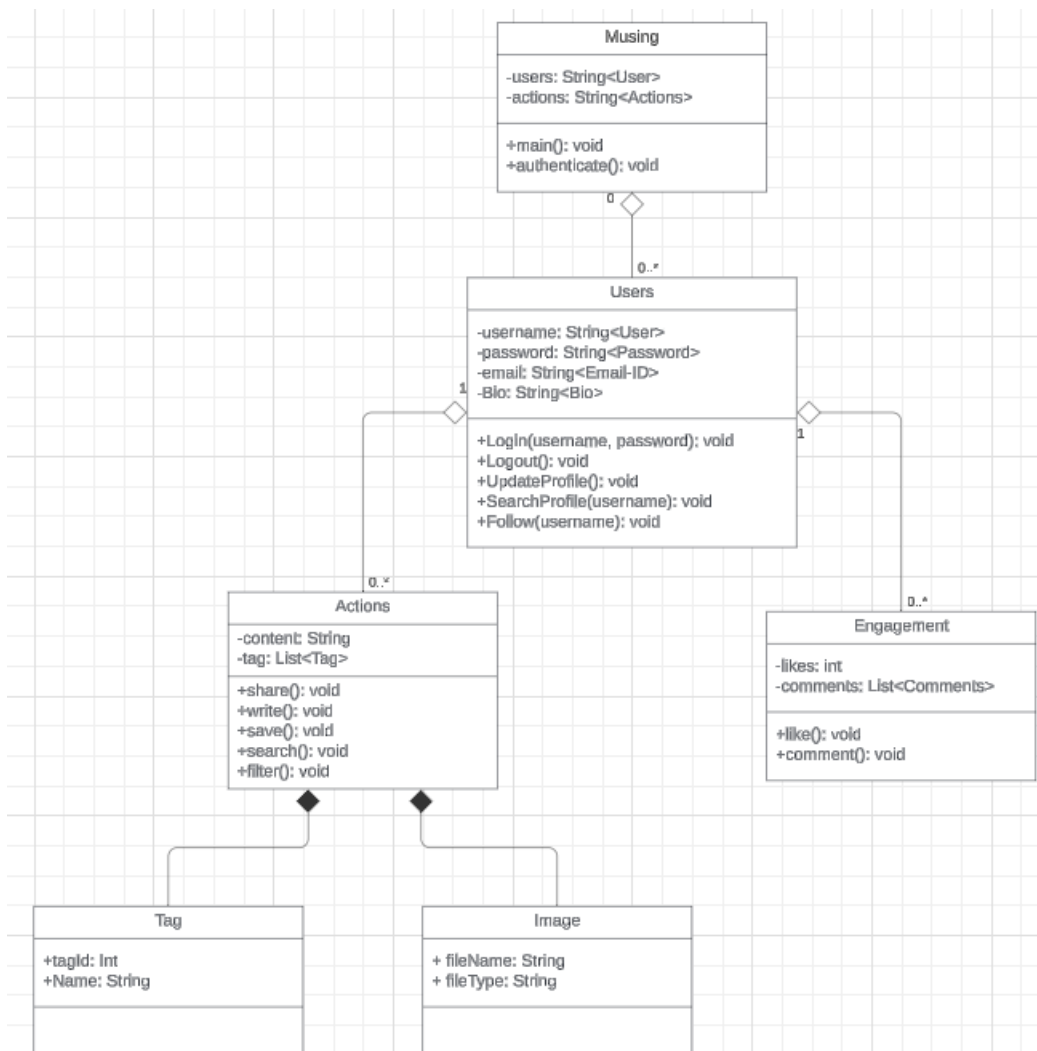 Musing
-users: String<User>
-actions: String<Actions>
+main(): void
+authenticate(): void
0
0..*
Users
-username: String<User>
-password: String<Password>
-email: String<Email-ID>
-Bio: String<Bio>
1
1
+Login(username, password): void
+Logout(): void
+UpdateProfile(): void
+SearchProfile(username): void
+Follow(username): void
0..*
Actions
-content: String
-tag: List<Tag>
+share(): void
+write(): void
+save(): void
+search(): void
+filter(): void
0..*
Engagement
-likes: int
-comments: List<Comments>
+like(): void
+comment(): void
Tag
+tagId: Int
+Name: String
Image
+ fileName: String
+ fileType: String